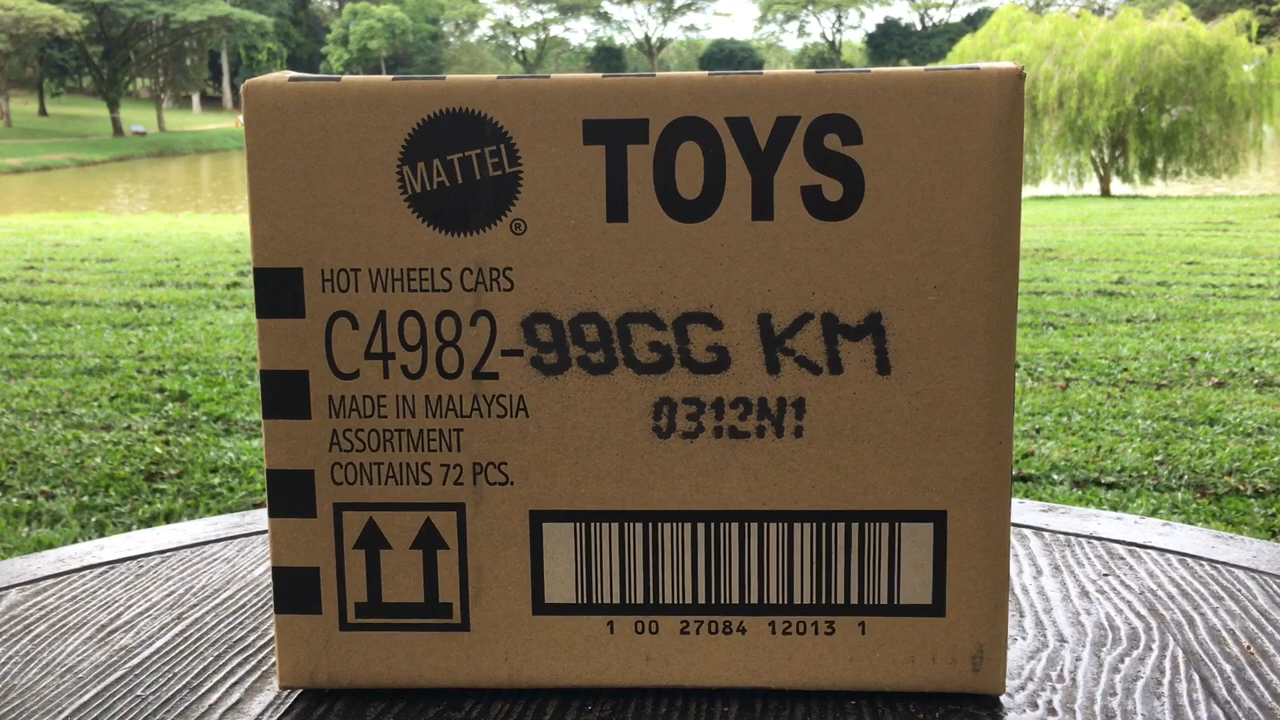 MATTEL
®
TOYS
HOT WHEELS CARS
C4982-99GG KM
0312N1
MADE IN MALAYSIA
ASSORTMENT
CONTAINS 72 PCS.
1 00 27084 12013 1